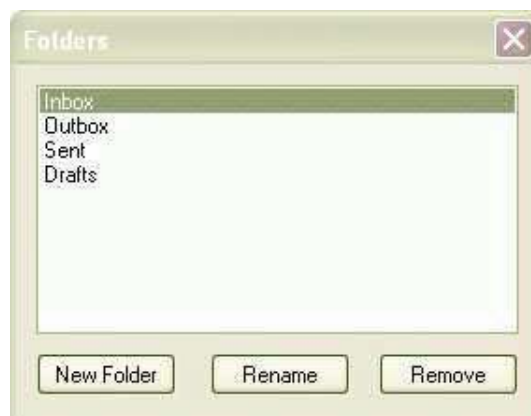 Folders
Inbox
Outbox
Sent
Drafts
New Folder Rename Remove